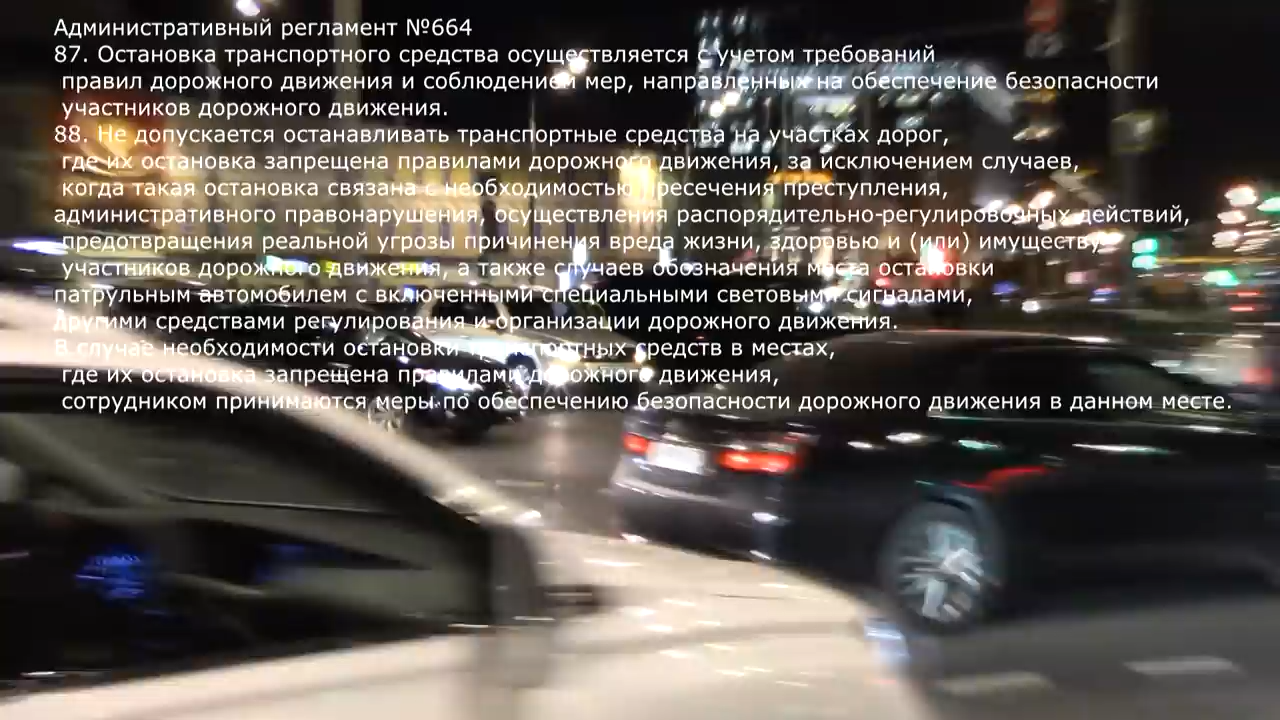 Административный регламент №664
87. Остановка транспортного средства осуществляется с учетом требований
правил дорожного движения и соблюдением мер, направленных на обеспечение безопасности
участников дорожного движения.
88. Не допускается останавливать транспортные средства на участках дорог,
где их остановка запрещена правилами дорожного движения, за исключением случаев,
когда такая остановка связана с необходимостью пресечения преступления,
административного правонарушения, осуществления распорядительно-регулировочных действий,
предотвращения реальной угрозы причинения вреда жизни, здоровью и (или) имуществу
участников дорожного движения, а также случаев обозначения места остановки
патрульным автомобилем с включенными специальными световыми сигналами,
другими средствами регулирования и организации дорожного движения.
В случае необходимости остановки транспортных средств в местах,
где их остановка запрещена правилами дорожного движения,
сотрудником принимаются меры по обеспечению безопасности дорожного движения в данном месте.